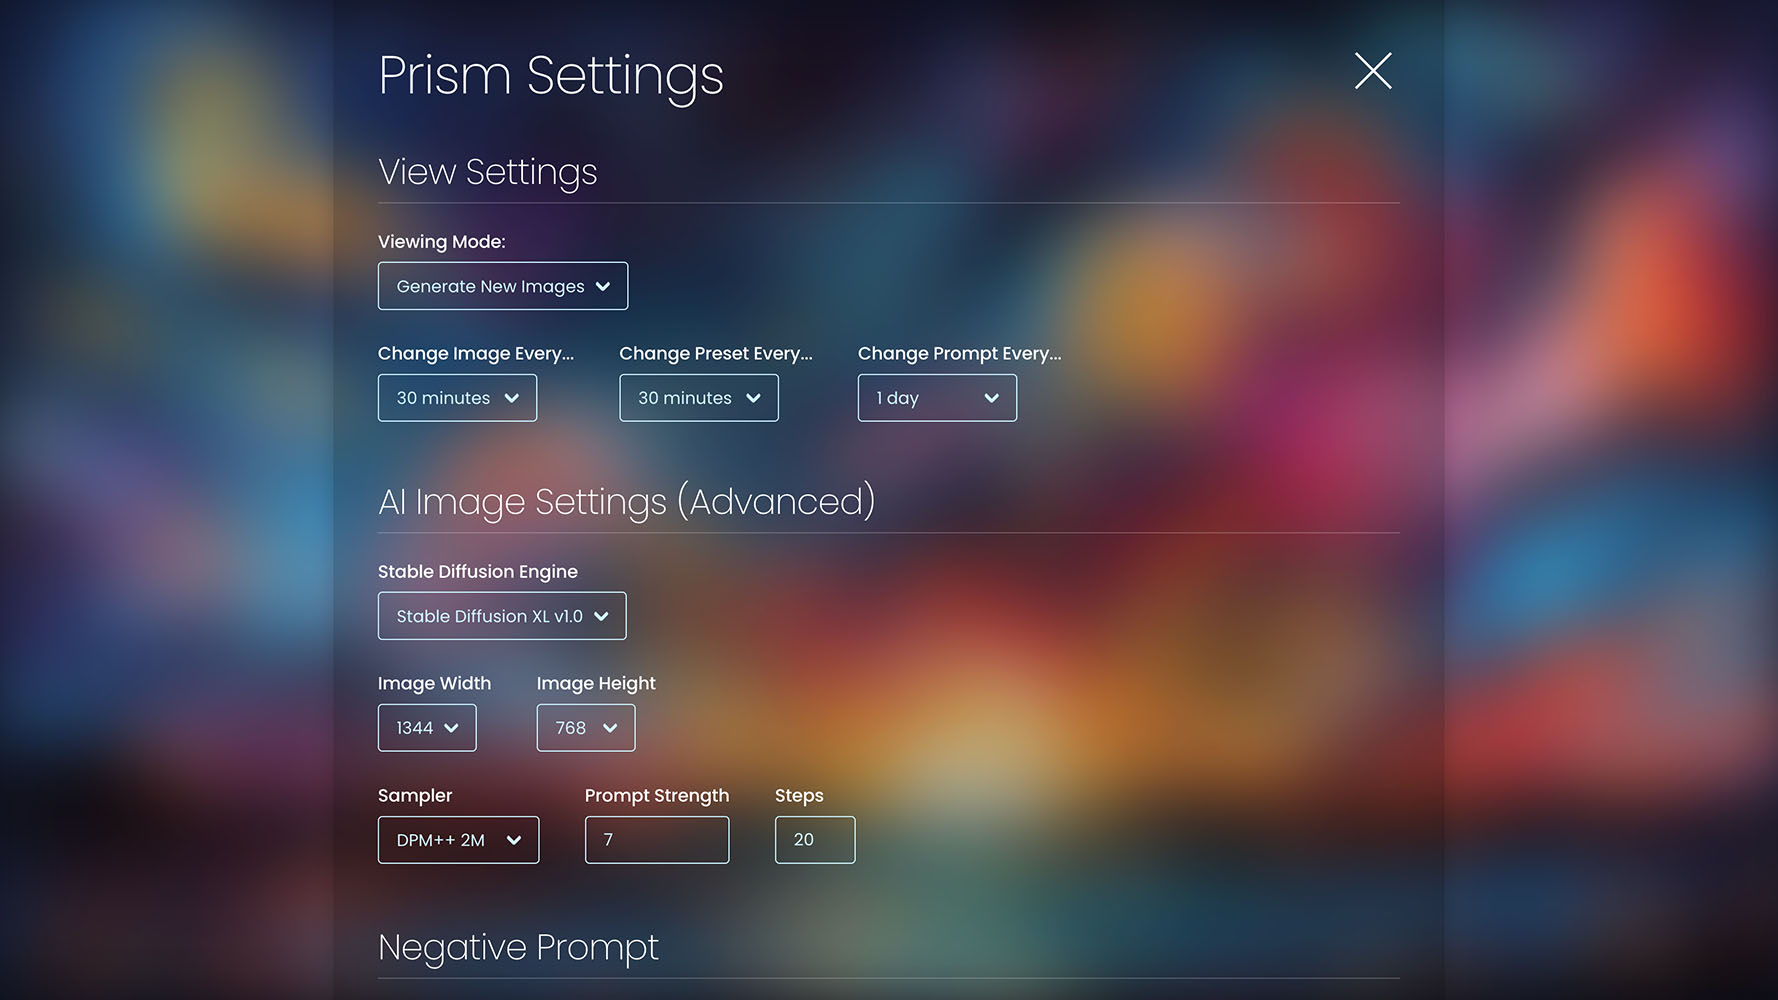 Prism Settings
View Settings
Viewing Mode:
Generate New Images
Change Image Every... Change Preset Every... Change Prompt Every...
30 minutes 30 minutes 1 day
AI Image Settings (Advanced)
Stable Diffusion Engine
Stable Diffusion XL v1.0
Image Width Image Height
1344 768
Sampler Prompt Strength Steps
DPM++ 2M 7 20
Negative Prompt